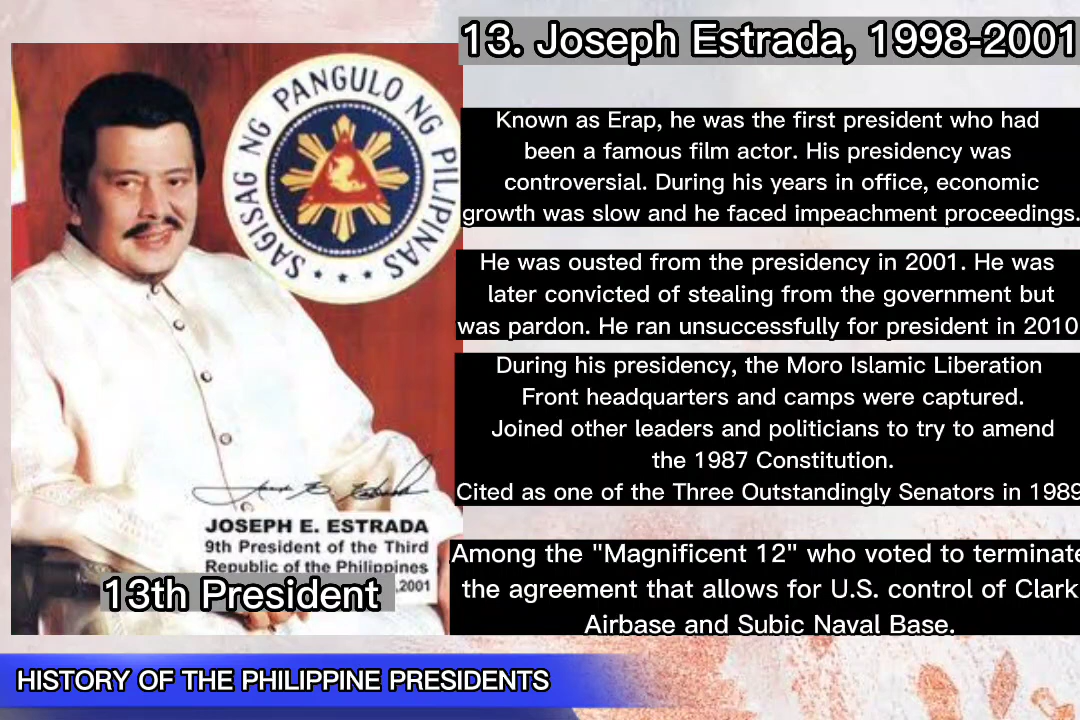 13. Joseph Estrada, 1998-2001
SAGISAG NG PANGULO NG PILIPINAS
Known as Erap, he was the first president who had
been a famous film actor. His presidency was
controversial. During his years in office, economic
growth was slow and he faced impeachment proceedings.
He was ousted from the presidency in 2001. He was
later convicted of stealing from the government but
was pardon. He ran unsuccessfully for president in 2010
During his presidency, the Moro Islamic Liberation
Front headquarters and camps were captured.
Joined other leaders and politicians to try to amend
the 1987 Constitution.
Cited as one of the Three Outstandingly Senators in 1989
Among the "Magnificent 12" who voted to terminate
the agreement that allows for U.S. control of Clark
Airbase and Subic Naval Base.
JOSEPH E. ESTRADA
9th President of the Third
Republic of the Philippines
,2001
13th President
HISTORY OF THE PHILIPPINE PRESIDENTS